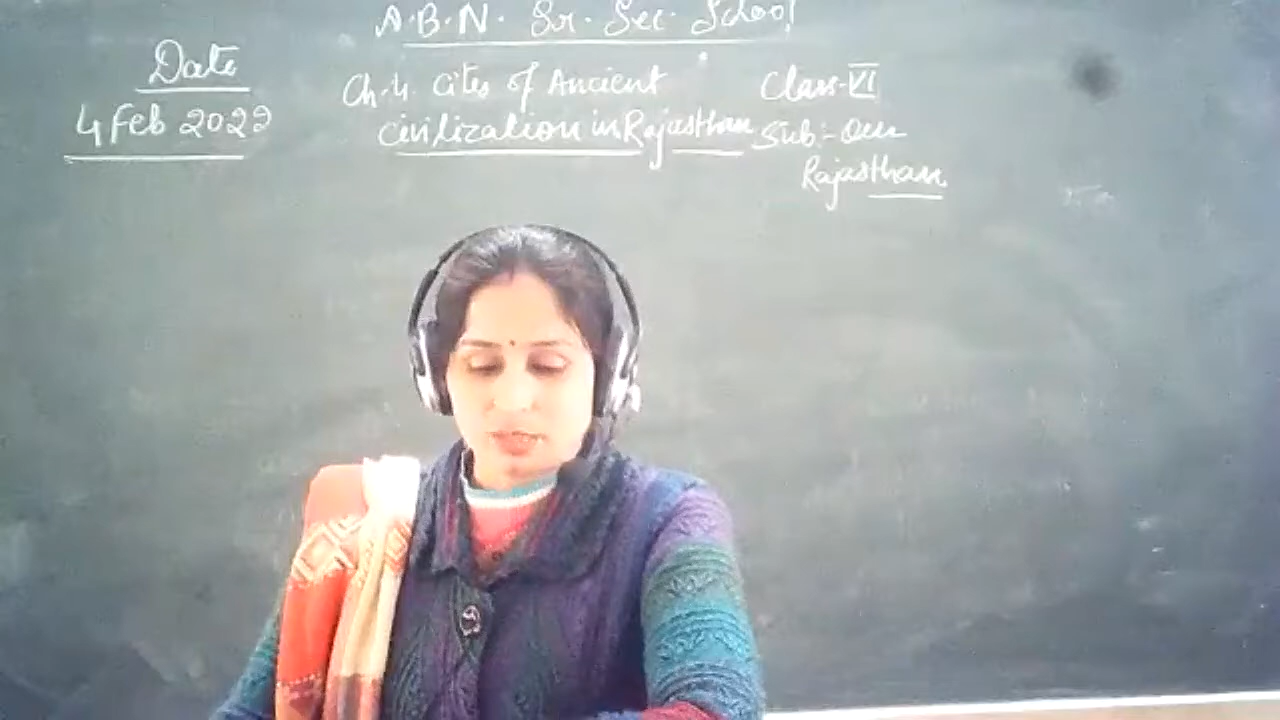 A.B.N. Sr. Sec. School
Date
4 Feb 2022
Ch.4. Cites of Ancient
Civilization in Rajasthan
Class-VI
Sub:- Our
Rajasthan